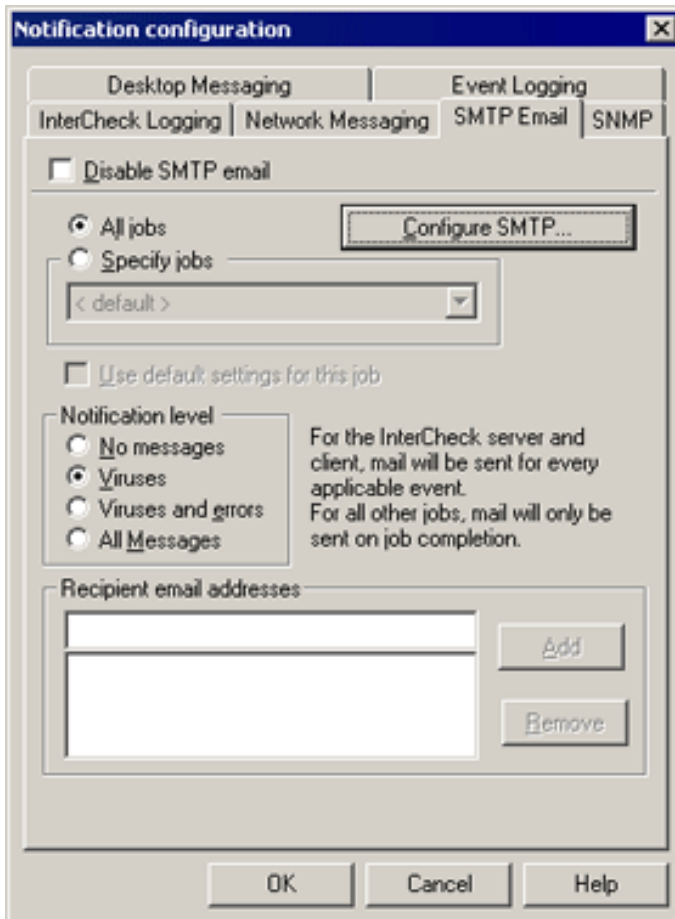 Notification configuration
Desktop Messaging
Event Logging
InterCheck Logging
Network Messaging
SMTP Email
SNMP
Disable SMTP email
All jobs
Configure SMTP...
Specify jobs
< default >
Use default settings for this job
Notification level
No messages
Viruses
Viruses and errors
All Messages
For the InterCheck server and
client, mail will be sent for every
applicable event.
For all other jobs, mail will only be
sent on job completion.
Recipient email addresses
Add
Remove
OK
Cancel
Help